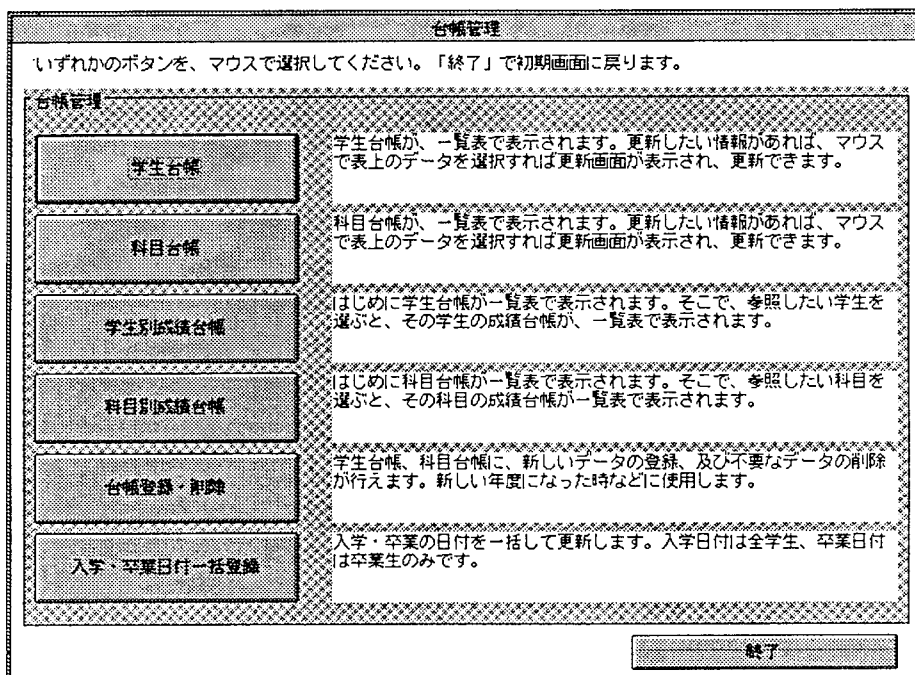 台帳管理
いずれかのボタンを、マウスで選択してください。「終了」で初期画面に戻ります。
台帳管理
学生台帳
学生台帳が、一覧表で表示されます。更新したい情報があれば、マウス
で表上のデータを選択すれば更新画面が表示され、更新できます。
科目台帳
科目台帳が、一覧表で表示されます。更新したい情報があれば、マウス
で表上のデータを選択すれば更新画面が表示され、更新できます。
学生別成績台帳
はじめに学生台帳が一覧表で表示されます。そこで、参照したい学生を
選ぶと、その学生の成績台帳が、一覧表で表示されます。
科目別成績台帳
はじめに科目台帳が一覧表で表示されます。そこで、参照したい科目を
選ぶと、その科目の成績台帳が一覧表で表示されます。
台帳登録・削除
学生台帳、科目台帳に、新しいデータの登録、及び不要なデータの削除
が行えます。新しい年度になった時などに使用します。
入学・卒業日付一括登録
入学・卒業の日付を一括して更新します。入学日付は全学生、卒業日付
は卒業生のみです。
終了